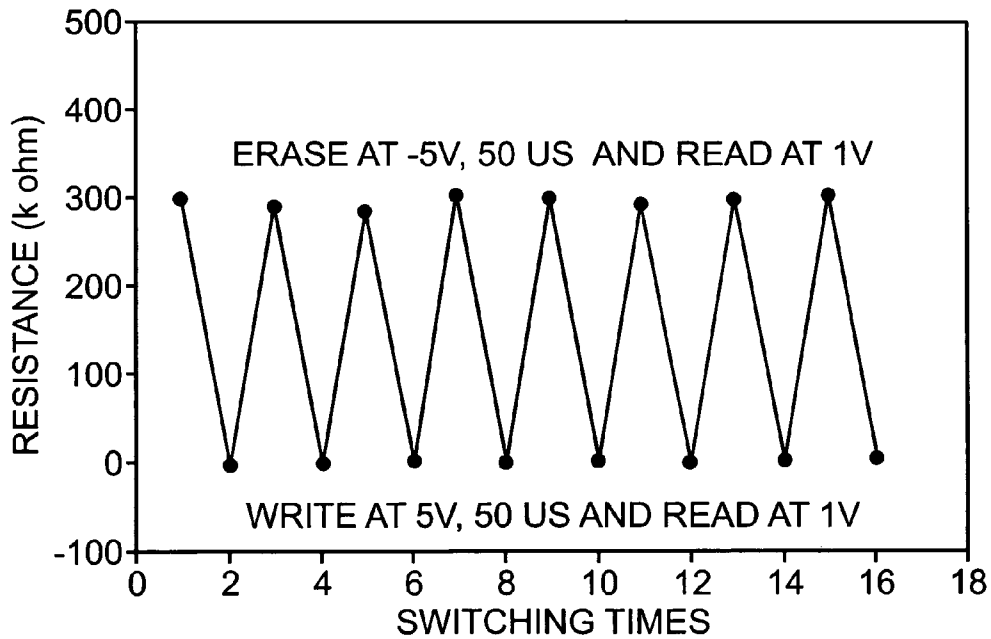 500
400
300
200
100
0
-100
RESISTANCE (k ohm)
ERASE AT -5V, 50 US AND READ AT 1V
WRITE AT 5V, 50 US AND READ AT 1V
0 2 4 6 8 10 12 14 16 18
SWITCHING TIMES